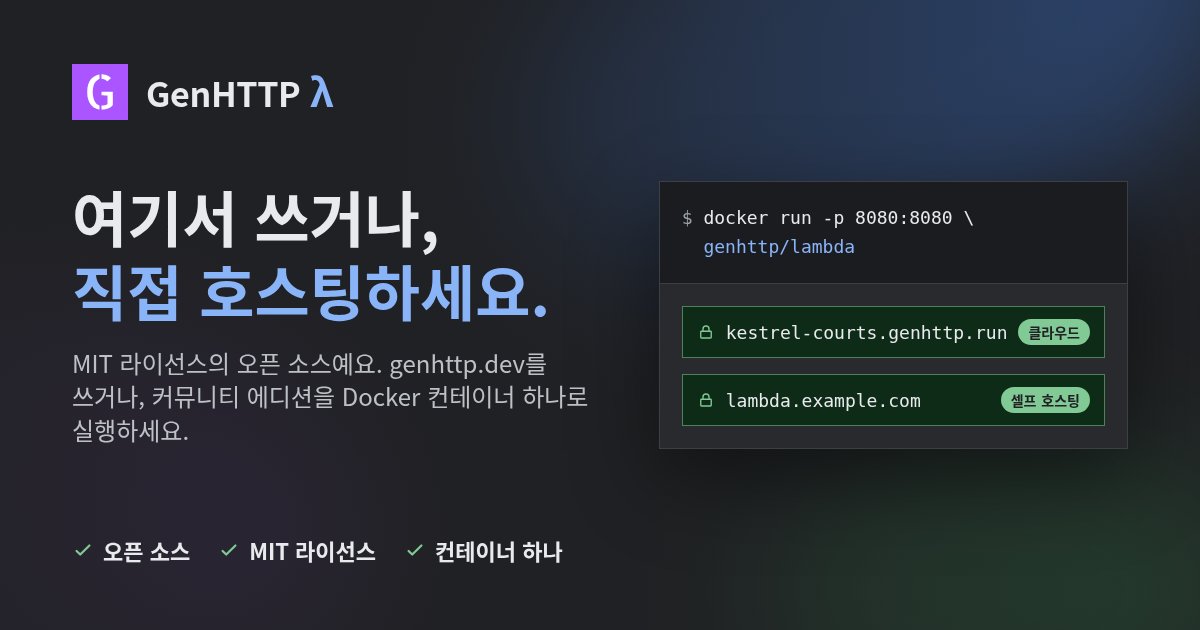 G GenHTTP λ
여기서 쓰거나,
직접 호스팅하세요.
MIT 라이선스의 오픈 소스예요. genhttp.dev를
쓰거나, 커뮤니티 에디션을 Docker 컨테이너 하나로
실행하세요.
오픈 소스 MIT 라이선스 컨테이너 하나
$ docker run -p 8080:8080 \
genhttp/lambda
kestrel-courts.genhttp.run 클라우드
lambda.example.com 셀프 호스팅